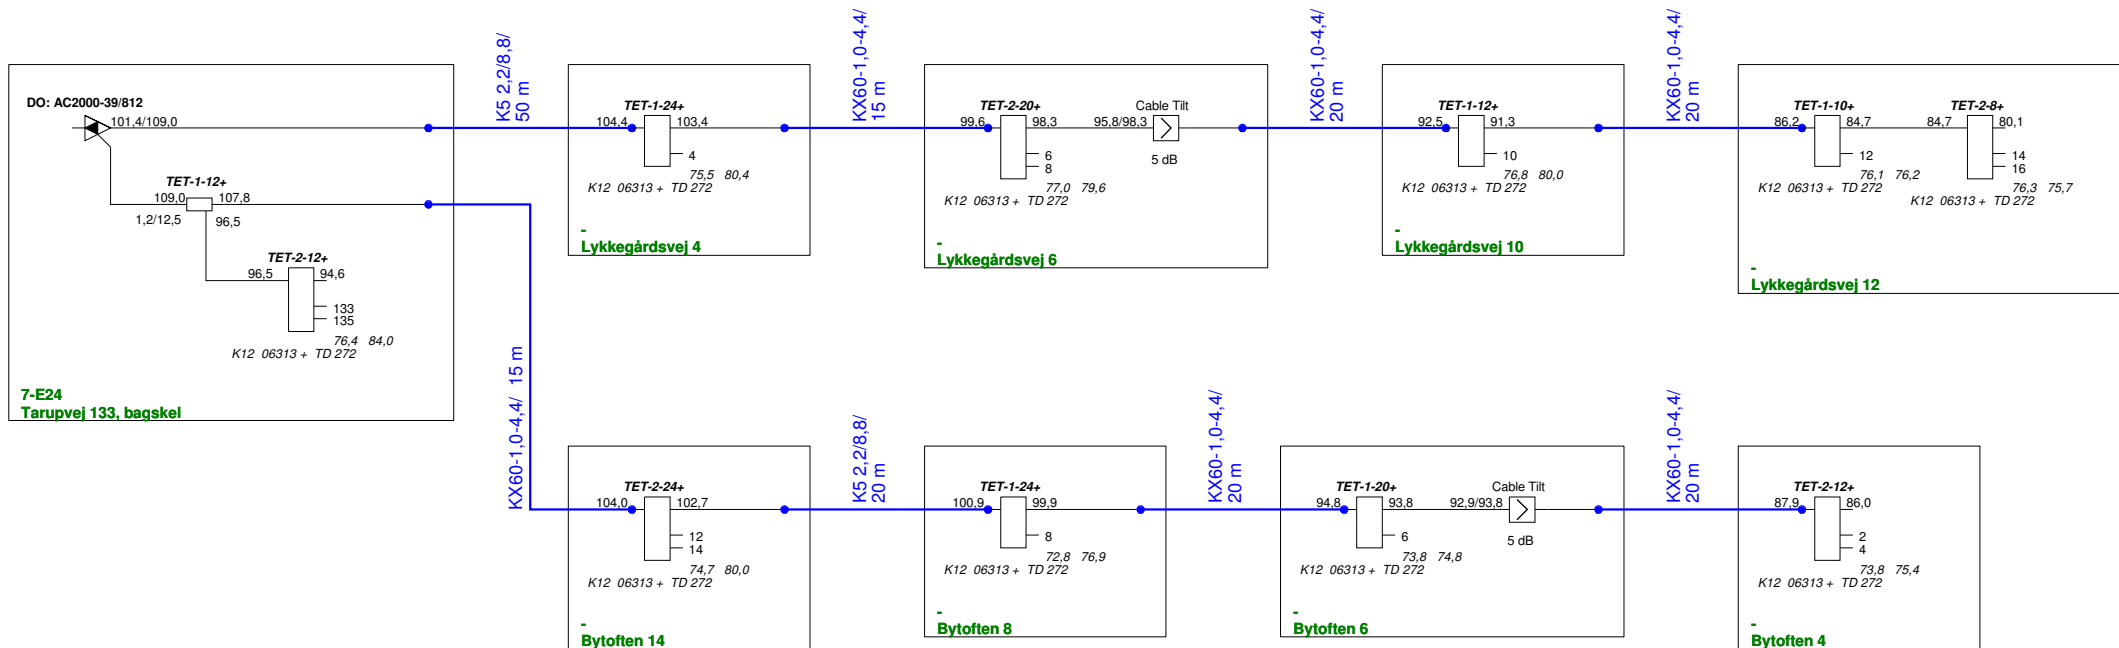 DO: AC2000-39/812
101,4/109,0
TET-1-12+
109,0
107,8
1,2/12,5
96,5
TET-2-12+
96,5
94,6
133
135
76,4 84,0
K12 06313 + TD 272
7-E24
Tarupvej 133, bagskel
K5 2,2/8,8/
50 m
TET-1-24+
104,4
103,4
4
75,5 80,4
K12 06313 + TD 272
-
Lykkegårdsvej 4
KX60-1,0-4,4/
15 m
TET-2-20+
99,6
98,3
6
8
77,0 79,6
K12 06313 + TD 272
Cable Tilt
95,8/98,3
5 dB
-
Lykkegårdsvej 6
KX60-1,0-4,4/
20 m
TET-1-12+
92,5
91,3
10
76,8 80,0
K12 06313 + TD 272
-
Lykkegårdsvej 10
KX60-1,0-4,4/
20 m
TET-1-10+
86,2
84,7
12
76,1 76,2
K12 06313 + TD 272
TET-2-8+
84,7
80,1
14
16
76,3 75,7
K12 06313 + TD 272
-
Lykkegårdsvej 12
KX60-1,0-4,4/ 15 m
TET-2-24+
104,0
102,7
12
14
74,7 80,0
K12 06313 + TD 272
-
Bytoften 14
K5 2,2/8,8/
20 m
TET-1-24+
100,9
99,9
8
72,8 76,9
K12 06313 + TD 272
-
Bytoften 8
KX60-1,0-4,4/
20 m
TET-1-20+
94,8
93,8
6
73,8 74,8
K12 06313 + TD 272
Cable Tilt
92,9/93,8
5 dB
-
Bytoften 6
KX60-1,0-4,4/
20 m
TET-2-12+
87,9
86,0
2
4
73,8 75,4
K12 06313 + TD 272
-
Bytoften 4